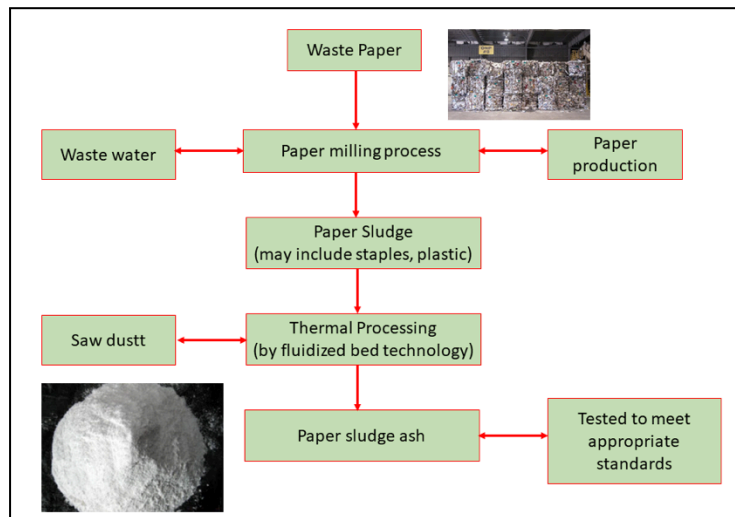 Waste Paper
Waste water
Paper milling process
Paper
production
Paper Sludge
(may include staples, plastic)
Saw dustt
Thermal Processing
(by fluidized bed technology)
Paper sludge ash
Tested to meet
appropriate
standards